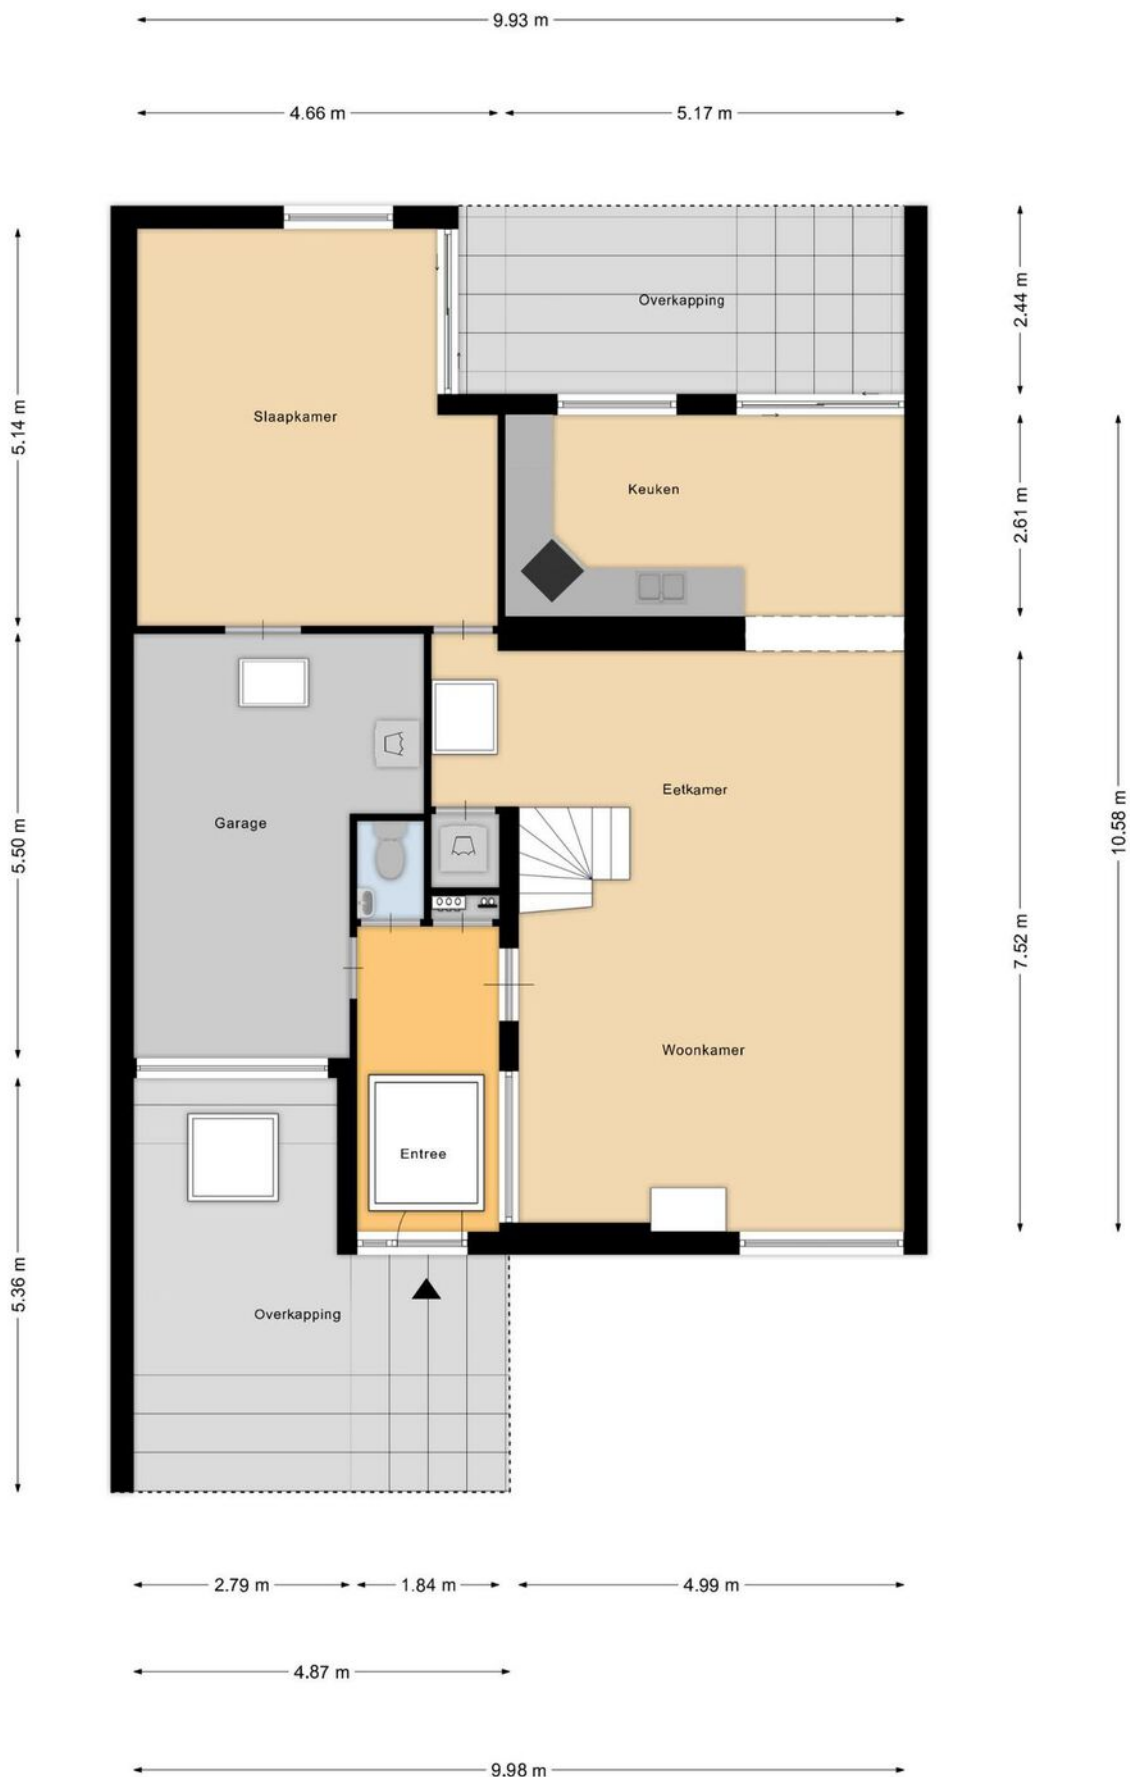 9.93 m
4.66 m
5.17 m
Overkapping
2.44 m
5.14 m
Slaapkamer
Keuken
2.61 m
10.58 m
5.50 m
Garage
Eetkamer
7.52 m
Woonkamer
Entree
5.36 m
Overkapping
2.79 m
1.84 m
4.99 m
4.87 m
9.98 m